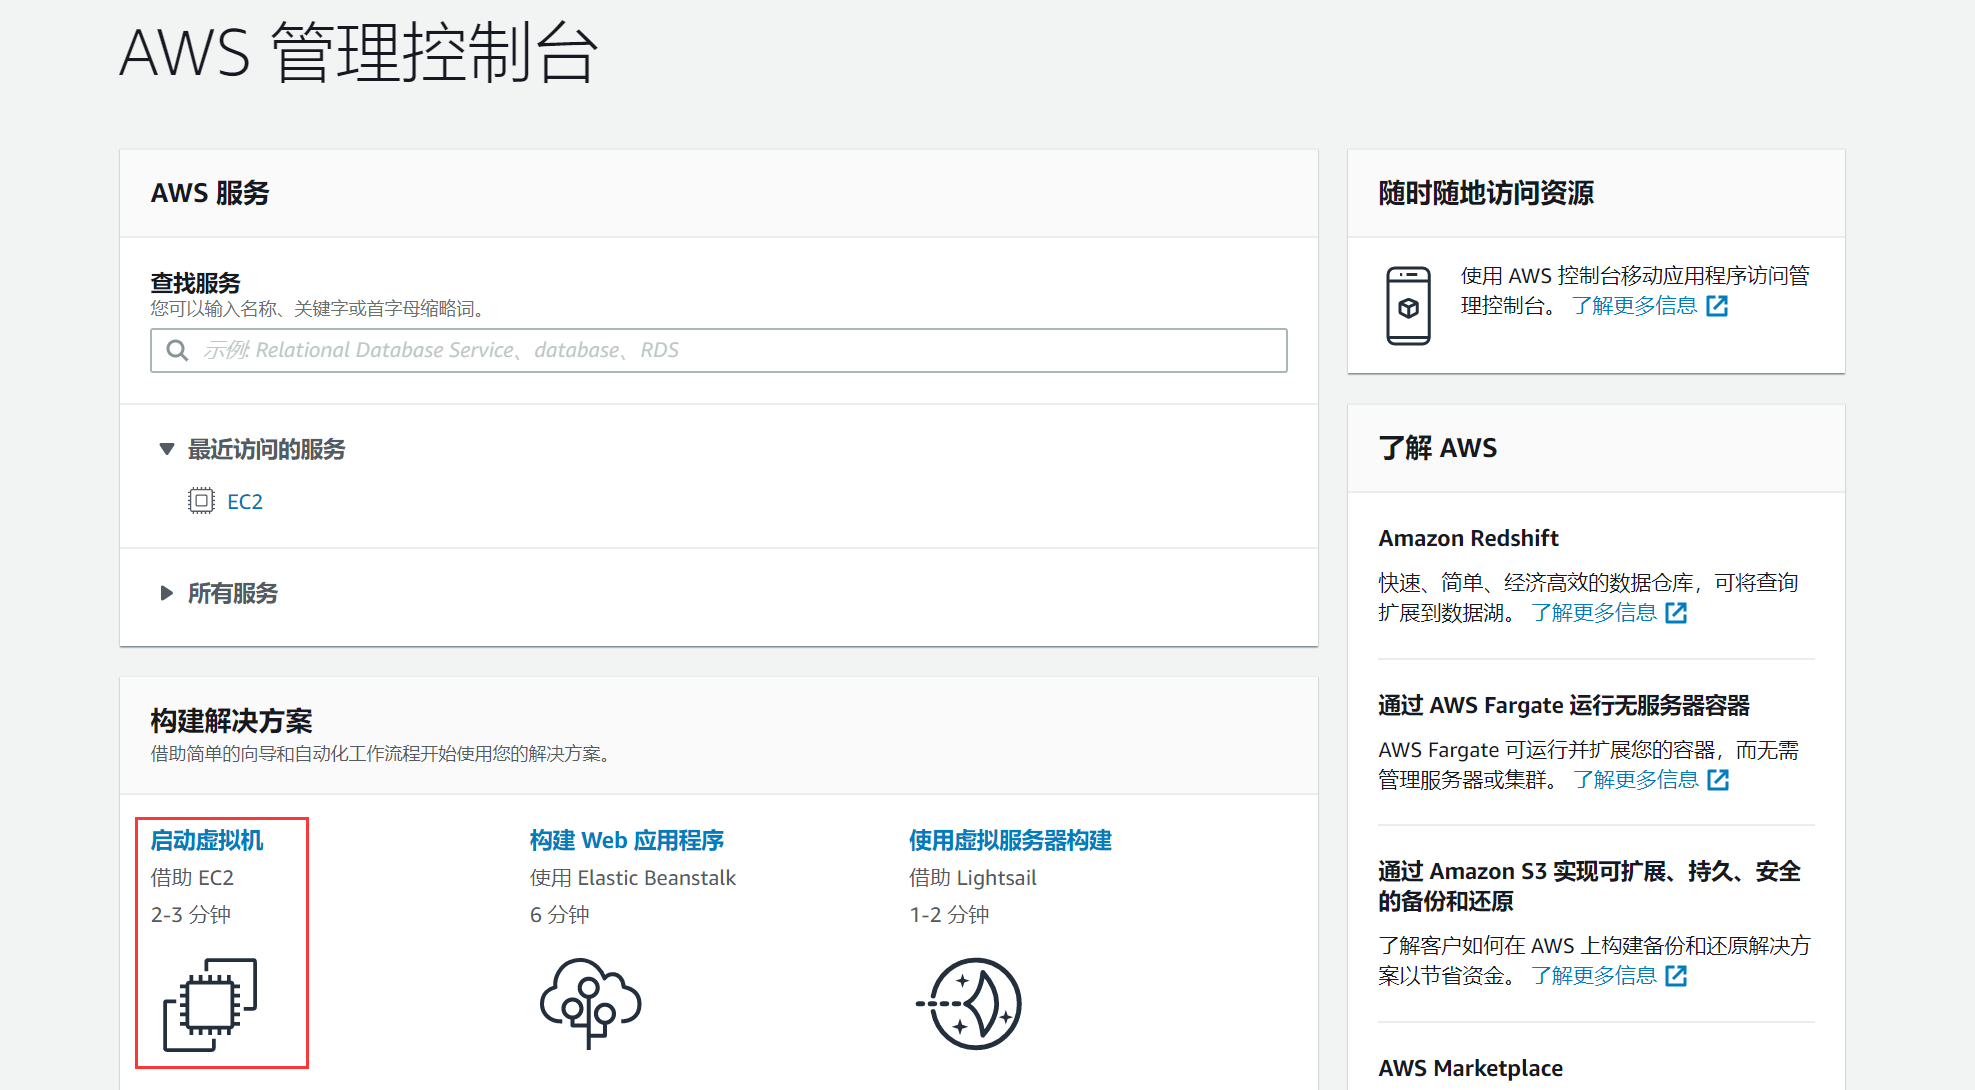 AWS 管理控制台
AWS 服务
查找服务
您可以输入名称、关键字或首字母缩略词。
示例: Relational Database Service、database、RDS
最近访问的服务
EC2
所有服务
构建解决方案
借助简单的向导和自动化工作流程开始使用您的解决方案。
启动虚拟机
借助 EC2
2-3 分钟
构建 Web 应用程序
使用 Elastic Beanstalk
6 分钟
使用虚拟服务器构建
借助 Lightsail
1-2 分钟
随时随地访问资源
使用 AWS 控制台移动应用程序访问管
理控制台。 了解更多信息
了解 AWS
Amazon Redshift
快速、简单、经济高效的数据仓库，可将查询
扩展到数据湖。 了解更多信息
通过 AWS Fargate 运行无服务器容器
AWS Fargate 可运行并扩展您的容器，而无需
管理服务器或集群。 了解更多信息
通过 Amazon S3 实现可扩展、持久、安全
的备份和还原
了解客户如何在 AWS 上构建备份和还原解决方
案以节省资金。 了解更多信息
AWS Marketplace